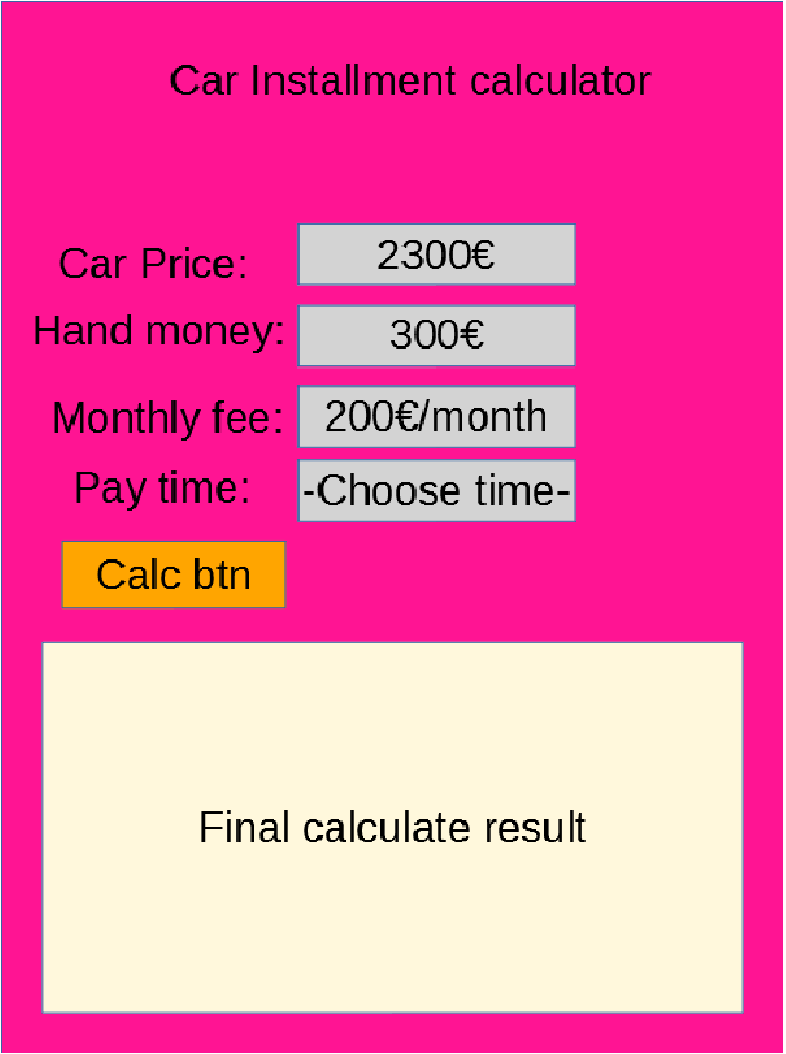 Car Installment calculator
Car Price: 2300€
Hand money: 300€
Monthly fee: 200€/month
Pay time: -Choose time-
Calc btn
Final calculate result